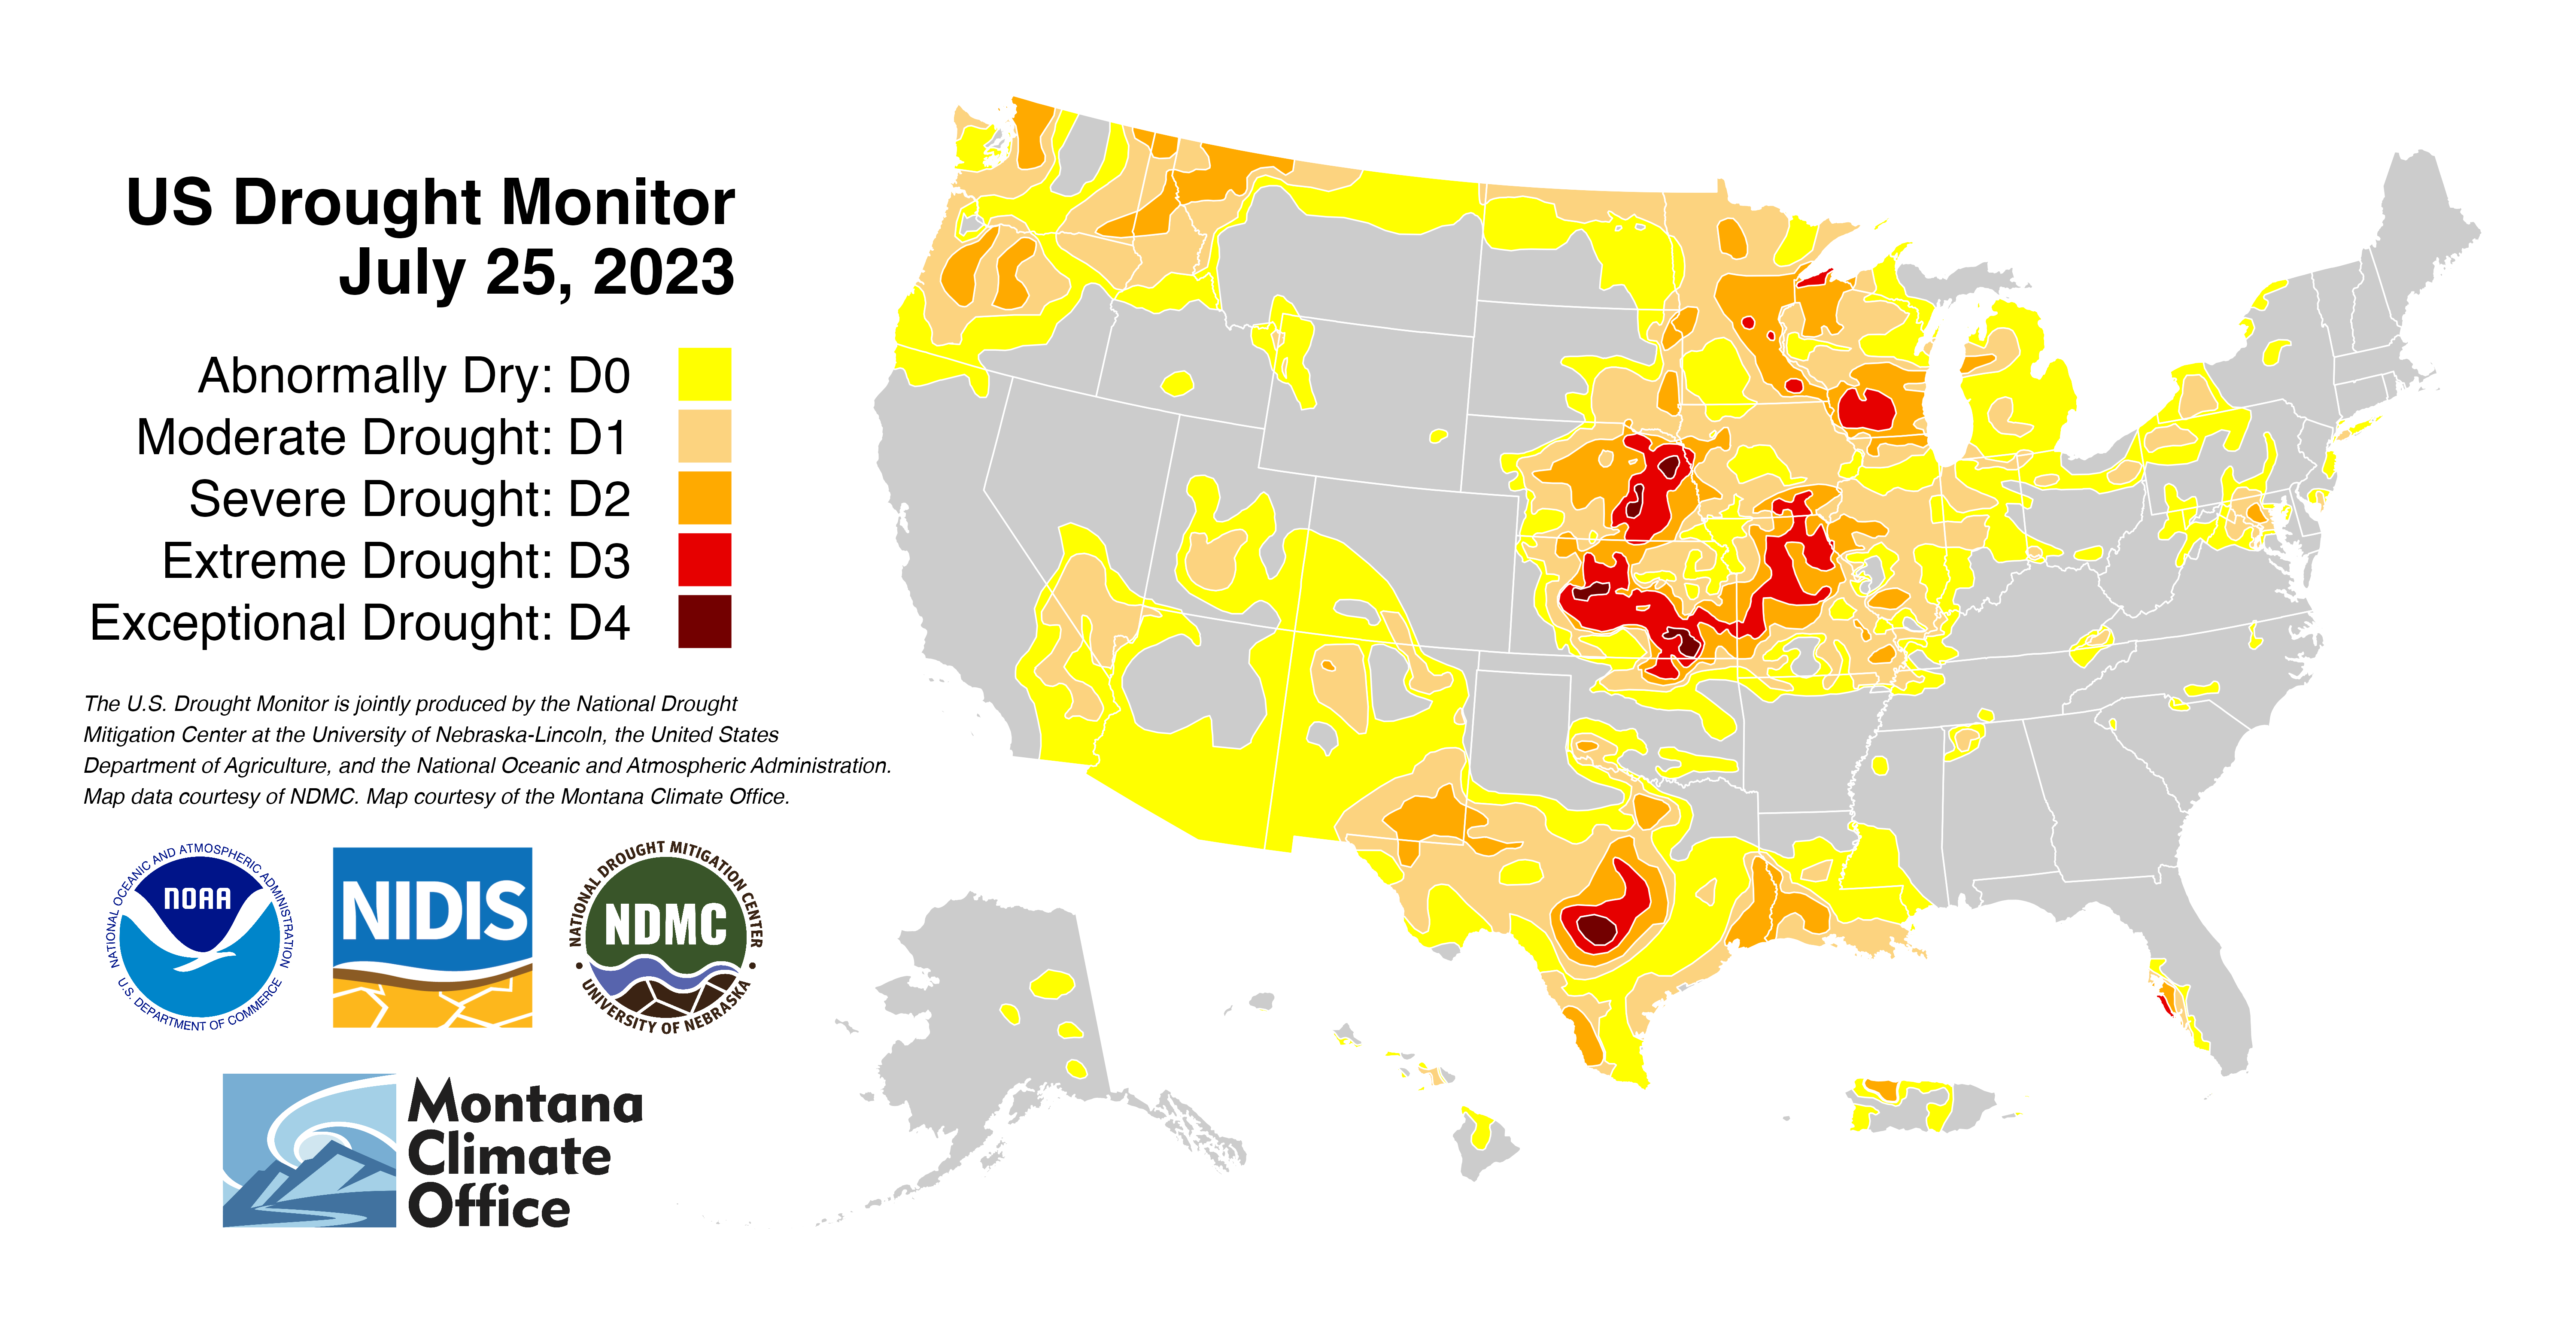 US Drought Monitor
July 25, 2023
Abnormally Dry: D0
Moderate Drought: D1
Severe Drought: D2
Extreme Drought: D3
Exceptional Drought: D4
The U.S. Drought Monitor is jointly produced by the National Drought
Mitigation Center at the University of Nebraska-Lincoln, the United States
Department of Agriculture, and the National Oceanic and Atmospheric Administration.
Map data courtesy of NDMC. Map courtesy of the Montana Climate Office.
NATIONAL OCEANIC AND ATMOSPHERIC ADMINISTRATION
NOAA
U.S. DEPARTMENT OF COMMERCE
NIDIS
NATIONAL DROUGHT MITIGATION CENTER
NDMC
UNIVERSITY OF NEBRASKA
Montana
Climate
Office